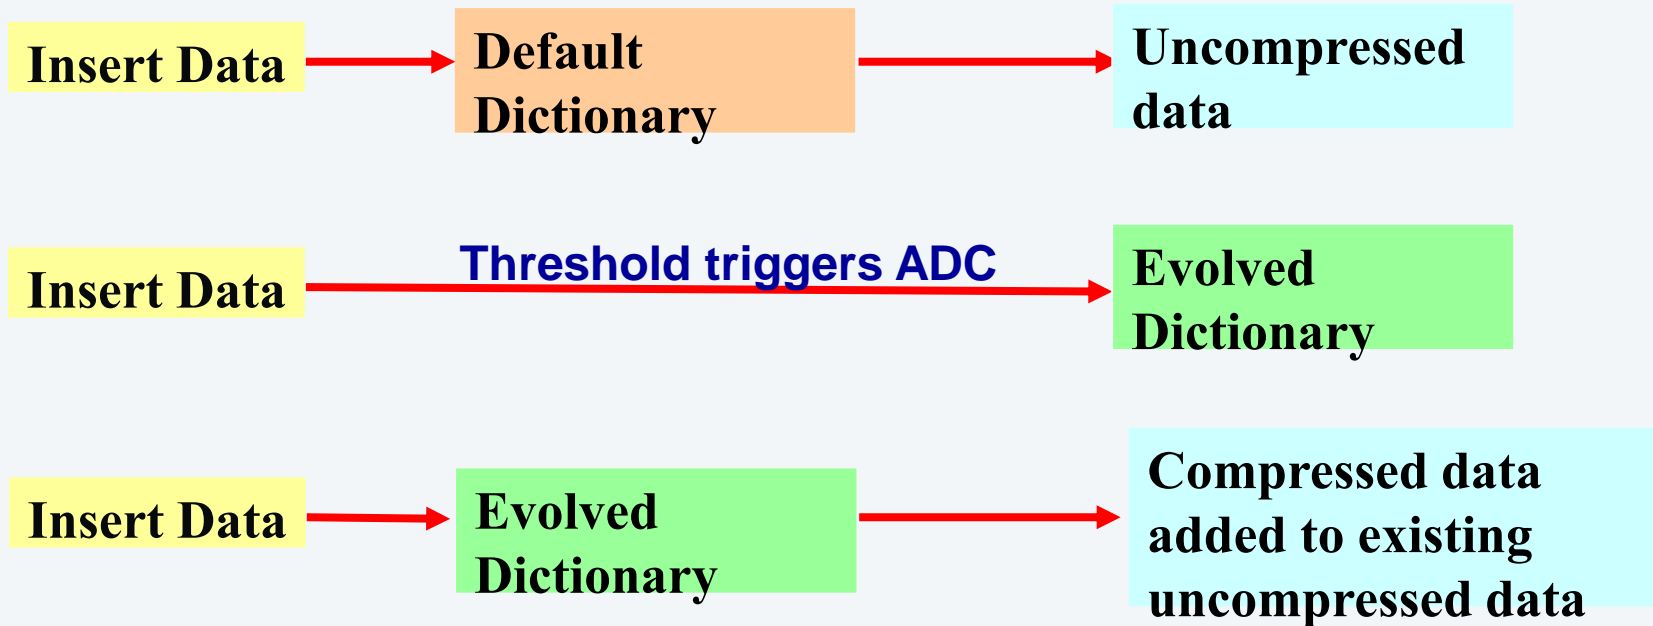 Insert Data
Default
Dictionary
Uncompressed
data
Insert Data
Threshold triggers ADC
Evolved
Dictionary
Insert Data
Evolved
Dictionary
Compressed data
added to existing
uncompressed data